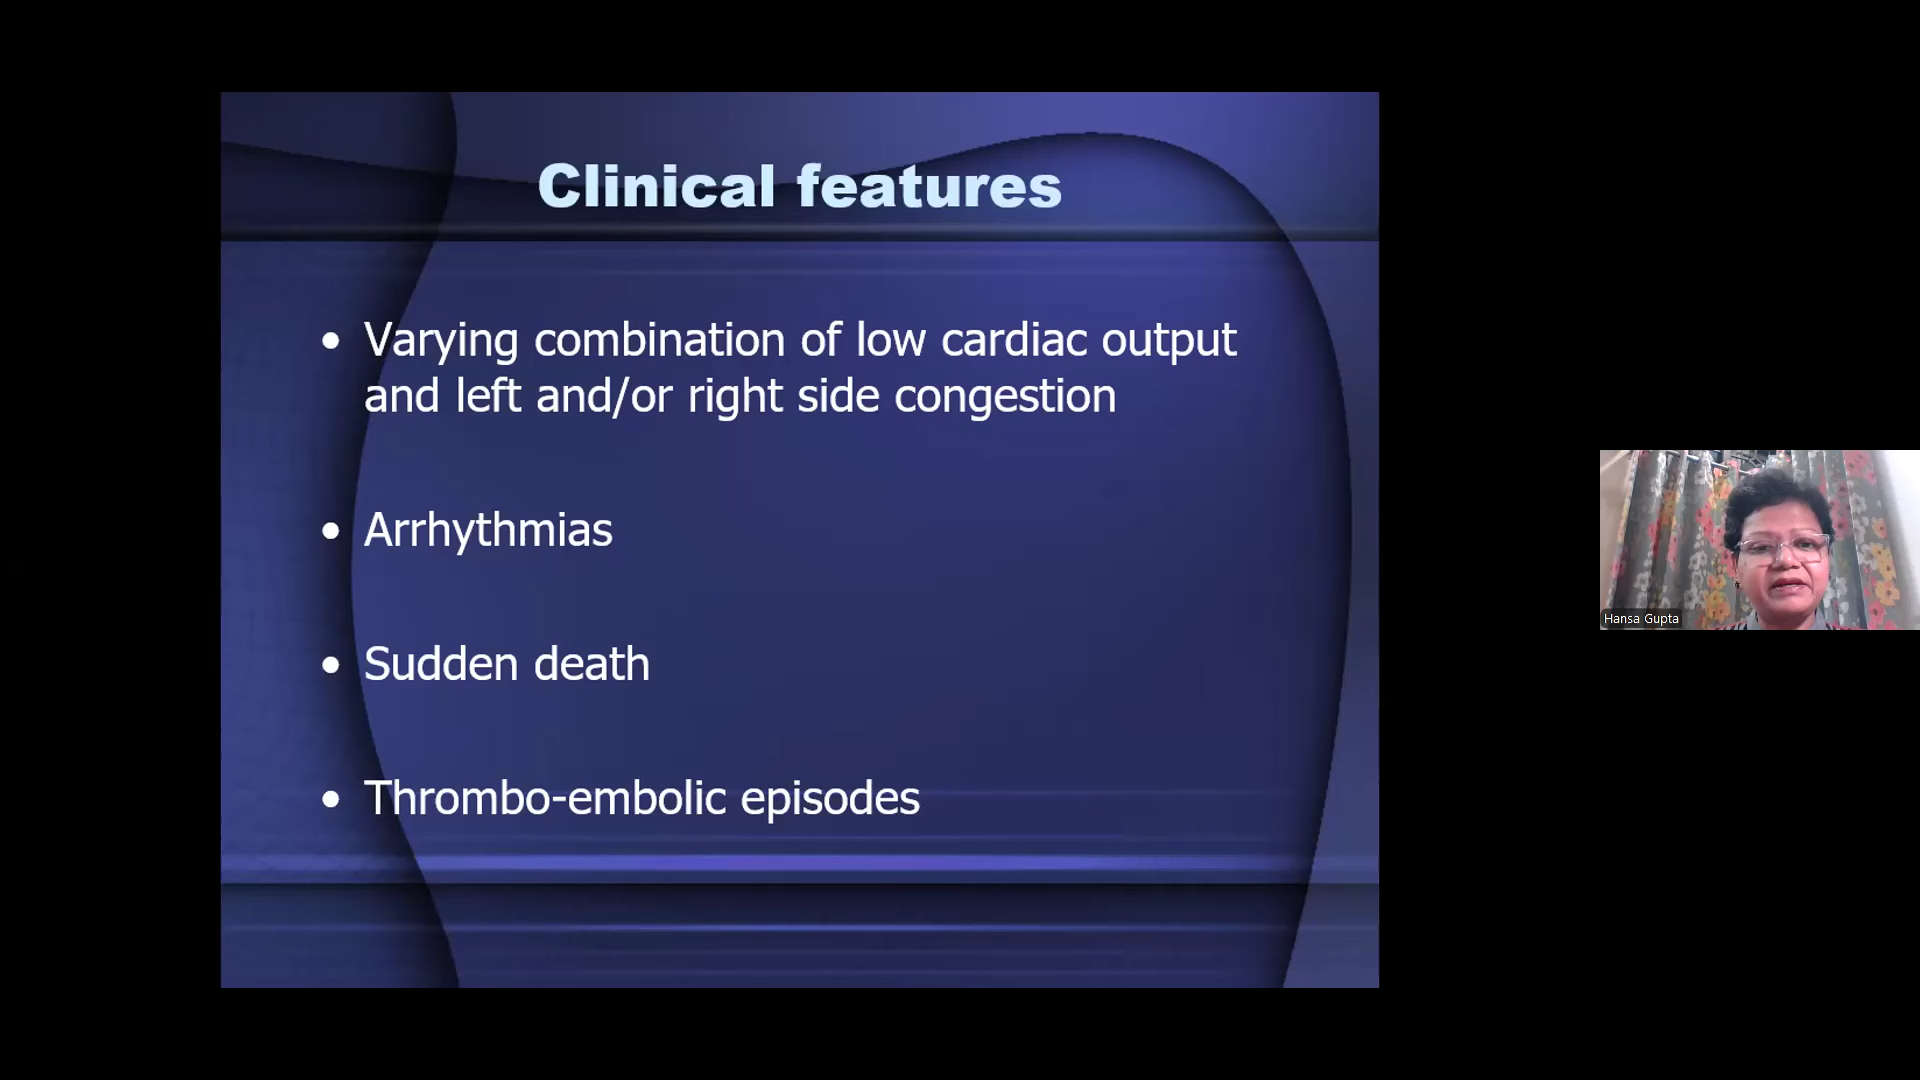 Clinical features
• Varying combination of low cardiac output
and left and/or right side congestion
• Arrhythmias
• Sudden death
• Thrombo-embolic episodes
Hansa Gupta